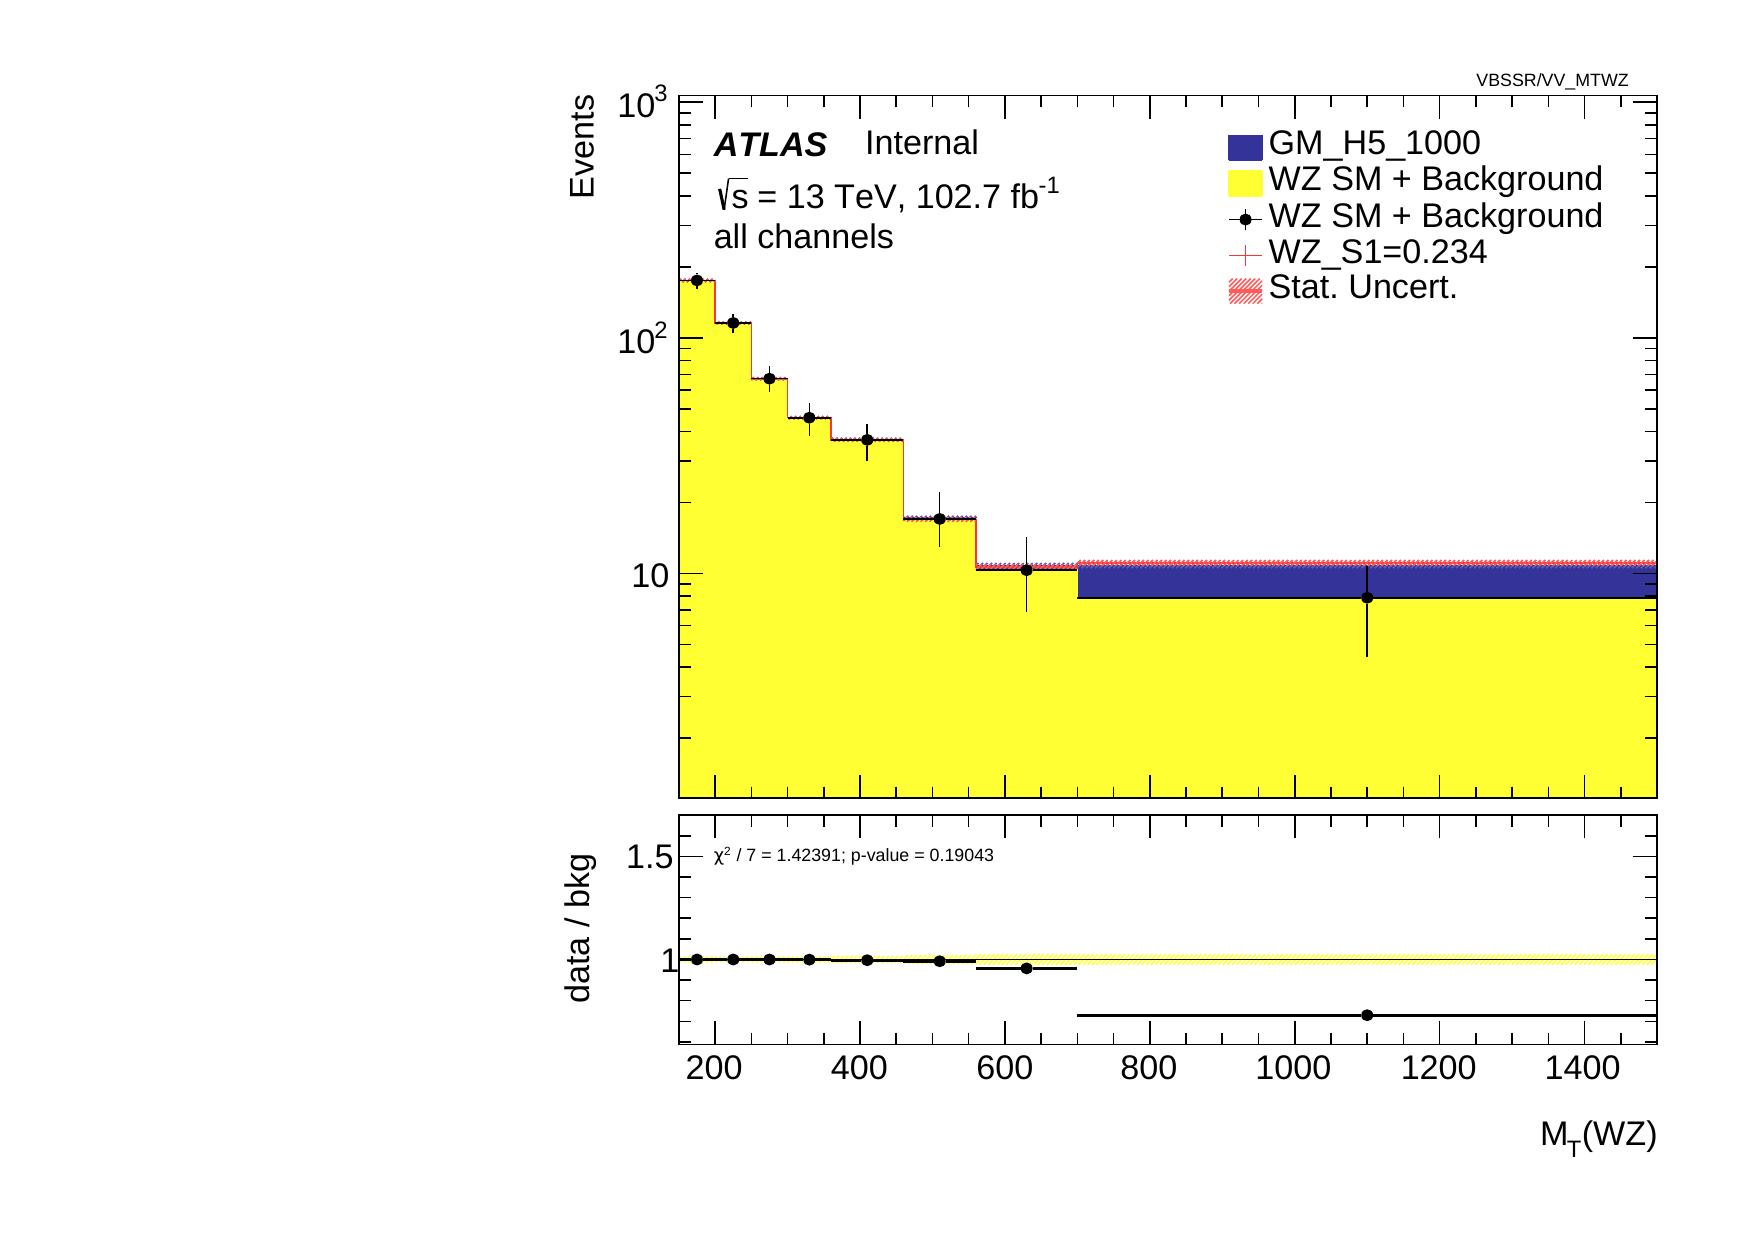 VBSSR/VV_MTWZ
Events
10³
10²
10
ATLAS Internal
√s = 13 TeV, 102.7 fb⁻¹
all channels
GM_H5_1000
WZ SM + Background
WZ SM + Background
WZ_S1=0.234
Stat. Uncert.
data / bkg
1.5
1
χ² / 7 = 1.42391; p-value = 0.19043
200 400 600 800 1000 1200 1400
M_T(WZ)